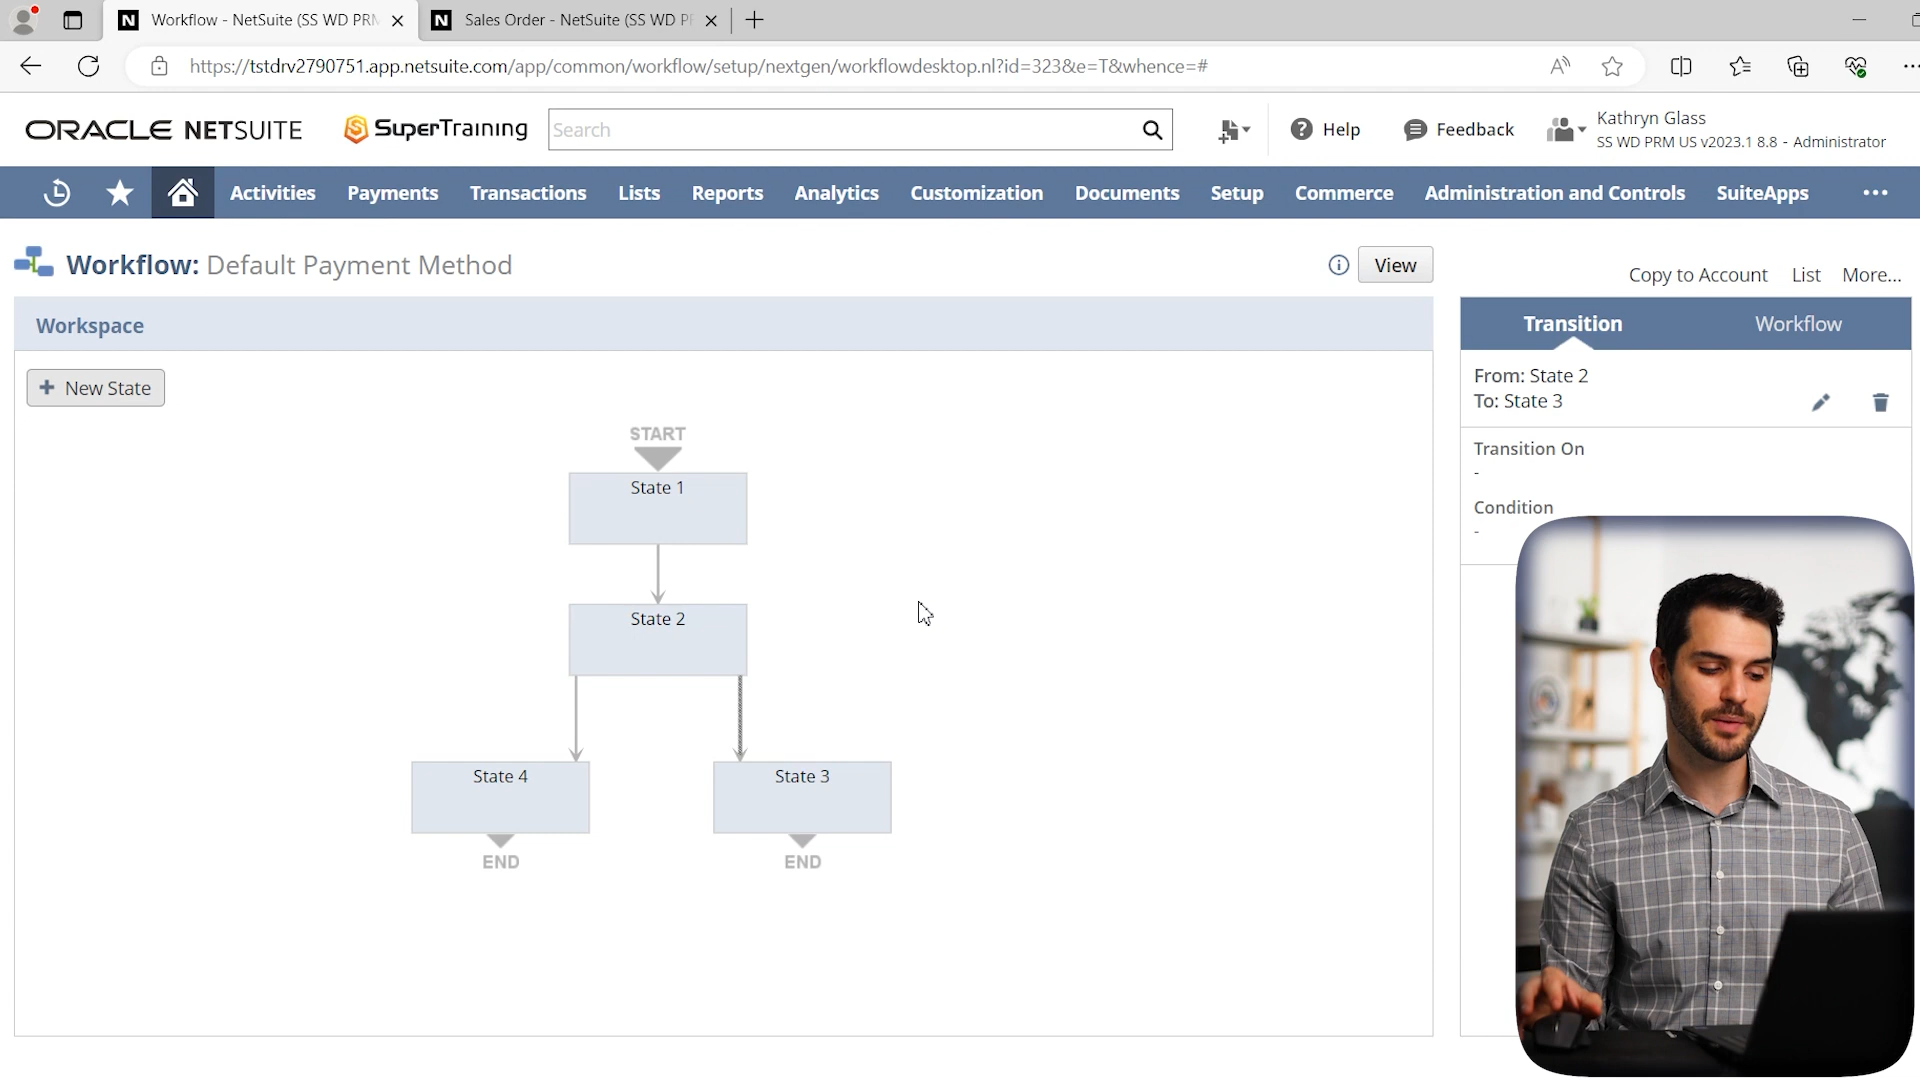 Workflow - NetSuite (SS WD PRM
Sales Order - NetSuite (SS WD PR
https://tstdrv2790751.app.netsuite.com/app/common/workflow/setup/nextgen/workflowdesktop.nl?id=323&e=T&whence=#
ORACLE NETSUITE
SuperTraining
Search
Help
Feedback
Kathryn Glass
SS WD PRM US v2023.1 8.8 - Administrator
Activities
Payments
Transactions
Lists
Reports
Analytics
Customization
Documents
Setup
Commerce
Administration and Controls
SuiteApps
Workflow: Default Payment Method
View
Copy to Account
List
More...
Workspace
Transition
Workflow
+ New State
From: State 2
To: State 3
Transition On
-
Condition
-
START
State 1
State 2
State 4
State 3
END
END